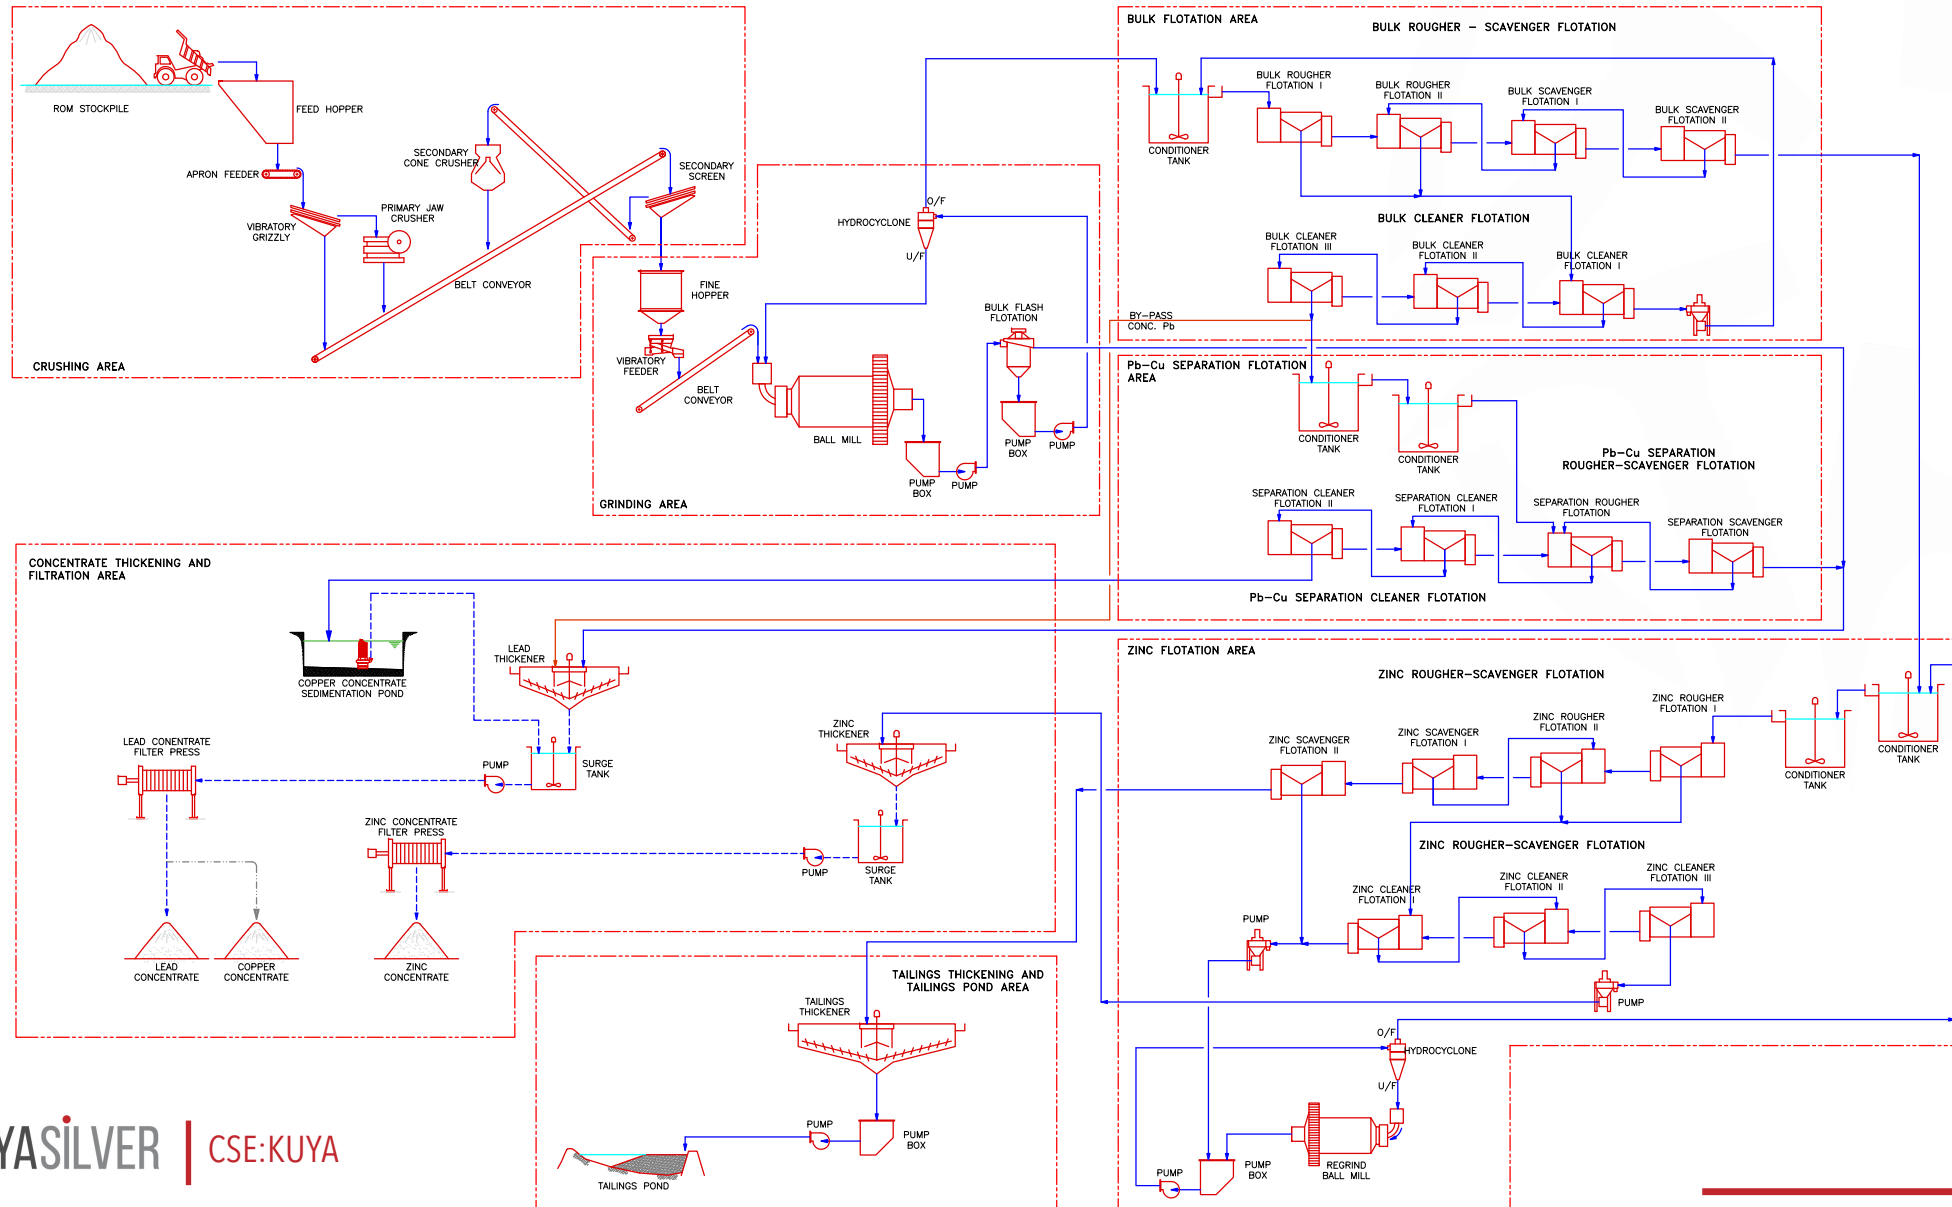 ROM STOCKPILE
FEED HOPPER
APRON FEEDER
VIBRATORY
GRIZZLY
PRIMARY JAW
CRUSHER
SECONDARY
CONE CRUSHER
SECONDARY
SCREEN
BELT CONVEYOR
CRUSHING AREA
HYDROCYCLONE
O/F
U/F
FINE
HOPPER
VIBRATORY
FEEDER
BELT
CONVEYOR
BALL MILL
BULK FLASH
FLOTATION
PUMP
BOX
PUMP
PUMP
BOX
PUMP
GRINDING AREA
BULK FLOTATION AREA
BULK ROUGHER - SCAVENGER FLOTATION
CONDITIONER
TANK
BULK ROUGHER
FLOTATION I
BULK ROUGHER
FLOTATION II
BULK SCAVENGER
FLOTATION I
BULK SCAVENGER
FLOTATION II
BULK CLEANER FLOTATION
BULK CLEANER
FLOTATION III
BULK CLEANER
FLOTATION II
BULK CLEANER
FLOTATION I
BY-PASS
CONC. Pb
Pb-Cu SEPARATION FLOTATION
AREA
CONDITIONER
TANK
CONDITIONER
TANK
Pb-Cu SEPARATION
ROUGHER-SCAVENGER FLOTATION
SEPARATION CLEANER
FLOTATION II
SEPARATION CLEANER
FLOTATION I
SEPARATION ROUGHER
FLOTATION
SEPARATION SCAVENGER
FLOTATION
Pb-Cu SEPARATION CLEANER FLOTATION
CONCENTRATE THICKENING AND
FILTRATION AREA
COPPER CONCENTRATE
SEDIMENTATION POND
LEAD
THICKENER
LEAD CONENTRATE
FILTER PRESS
PUMP
SURGE
TANK
ZINC
THICKENER
ZINC CONCENTRATE
FILTER PRESS
PUMP
SURGE
TANK
LEAD
CONCENTRATE
COPPER
CONCENTRATE
ZINC
CONCENTRATE
ZINC FLOTATION AREA
ZINC ROUGHER-SCAVENGER FLOTATION
ZINC SCAVENGER
FLOTATION II
ZINC SCAVENGER
FLOTATION I
ZINC ROUGHER
FLOTATION II
ZINC ROUGHER
FLOTATION I
CONDITIONER
TANK
CONDITIONER
TANK
ZINC ROUGHER-SCAVENGER FLOTATION
ZINC CLEANER
FLOTATION I
ZINC CLEANER
FLOTATION II
ZINC CLEANER
FLOTATION III
PUMP
PUMP
O/F
HYDROCYCLONE
U/F
REGRIND
BALL MILL
PUMP
BOX
PUMP
TAILINGS THICKENING AND
TAILINGS POND AREA
TAILINGS
THICKENER
PUMP
PUMP
BOX
TAILINGS POND
YASILVER | CSE:KUYA